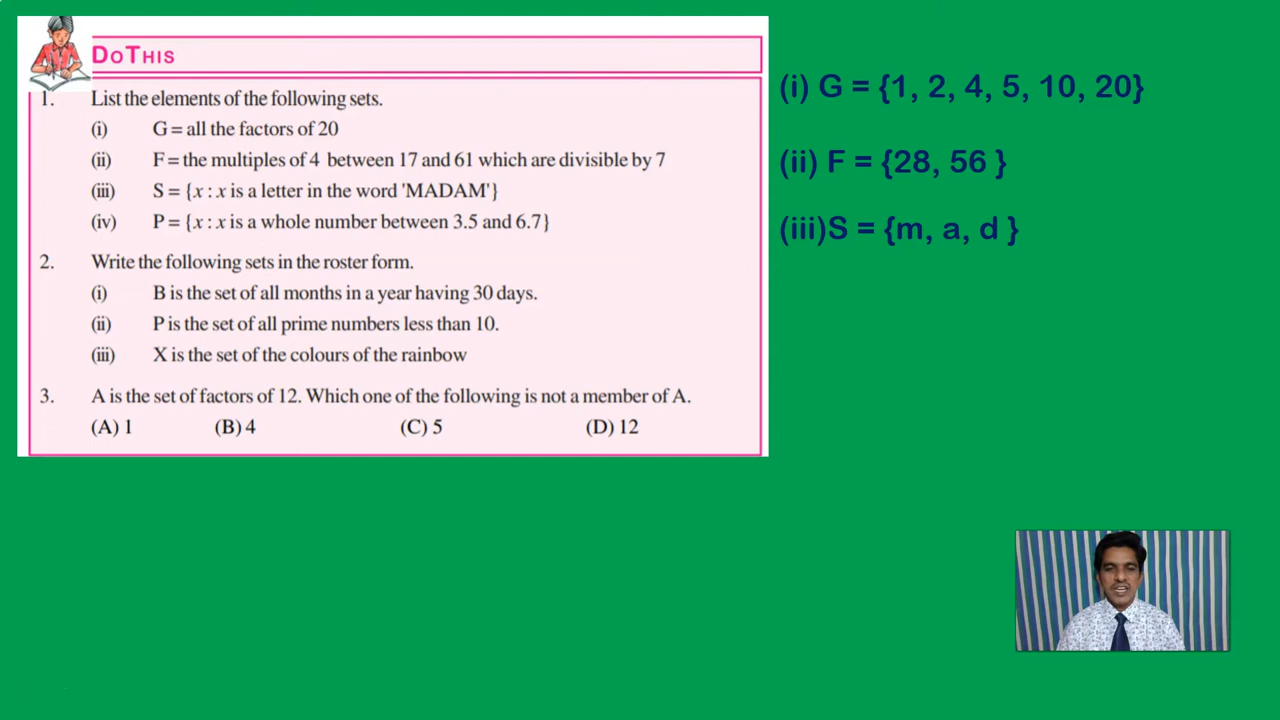 DOTHIS
1. List the elements of the following sets.
(i) G = all the factors of 20
(ii) F = the multiples of 4 between 17 and 61 which are divisible by 7
(iii) S = {x : x is a letter in the word 'MADAM'}
(iv) P = {x : x is a whole number between 3.5 and 6.7}
2. Write the following sets in the roster form.
(i) B is the set of all months in a year having 30 days.
(ii) P is the set of all prime numbers less than 10.
(iii) X is the set of the colours of the rainbow
3. A is the set of factors of 12. Which one of the following is not a member of A.
(A) 1 (B) 4 (C) 5 (D) 12
(i) G = {1, 2, 4, 5, 10, 20}
(ii) F = {28, 56 }
(iii)S = {m, a, d }